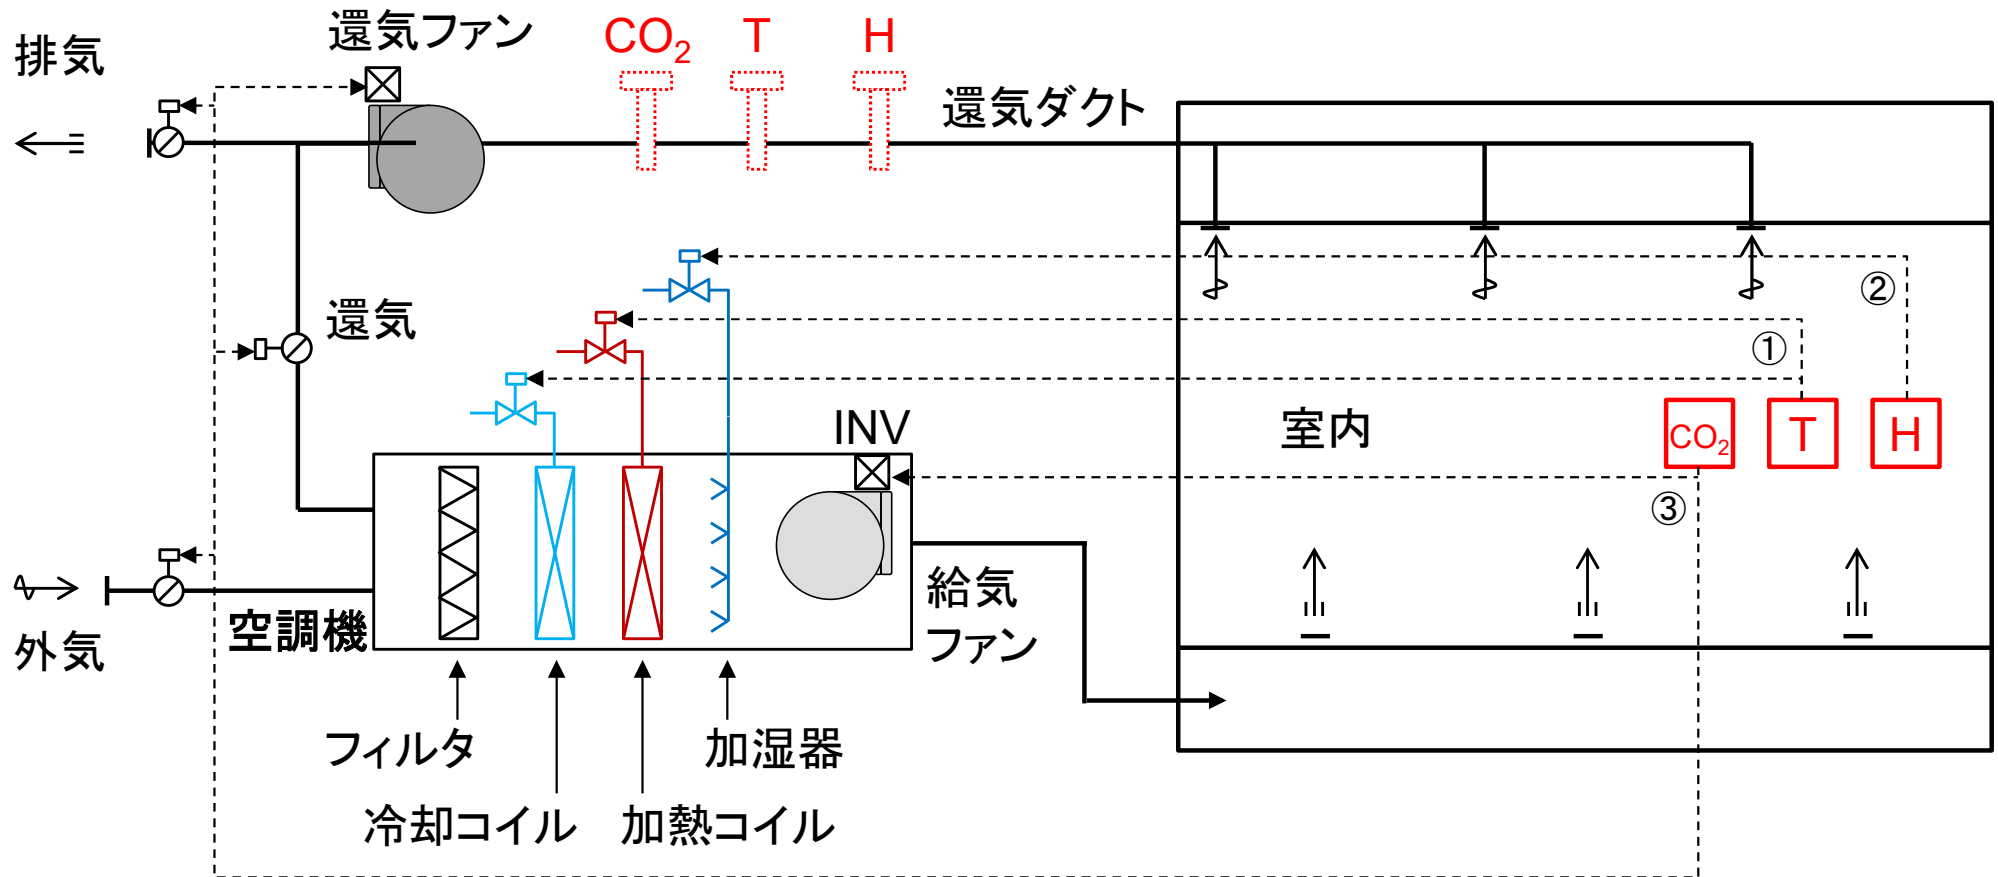 還気ファン
CO₂
T
H
排気
還気ダクト
②
還気
①
INV
室内
CO₂
T
H
③
給気
ファン
空調機
外気
フィルタ
加湿器
冷却コイル
加熱コイル